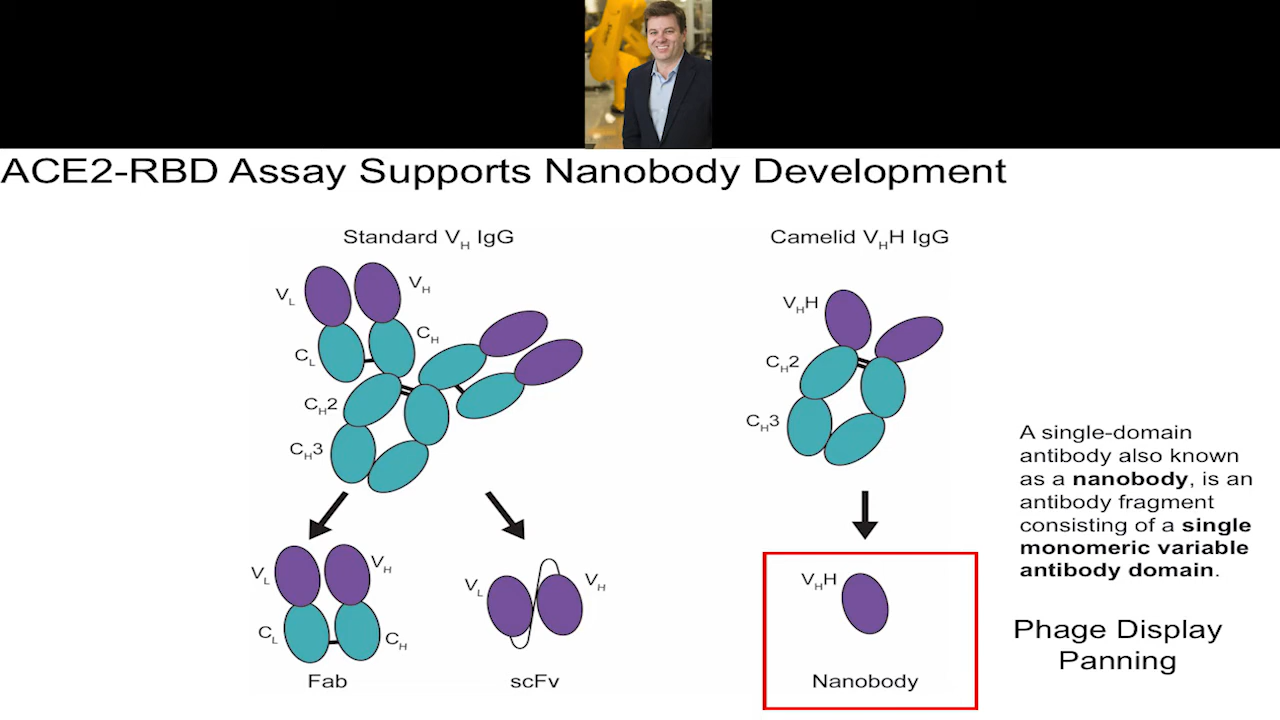 ACE2-RBD Assay Supports Nanobody Development
Standard VH IgG
Camelid VHH IgG
VL
VH
CH
CL
CH2
CH3
VHH
CH2
CH3
A single-domain
antibody also known
as a nanobody, is an
antibody fragment
consisting of a single
monomeric variable
antibody domain.
VL
VH
CL
CH
Fab
VL
VH
scFv
VHH
Nanobody
Phage Display
Panning